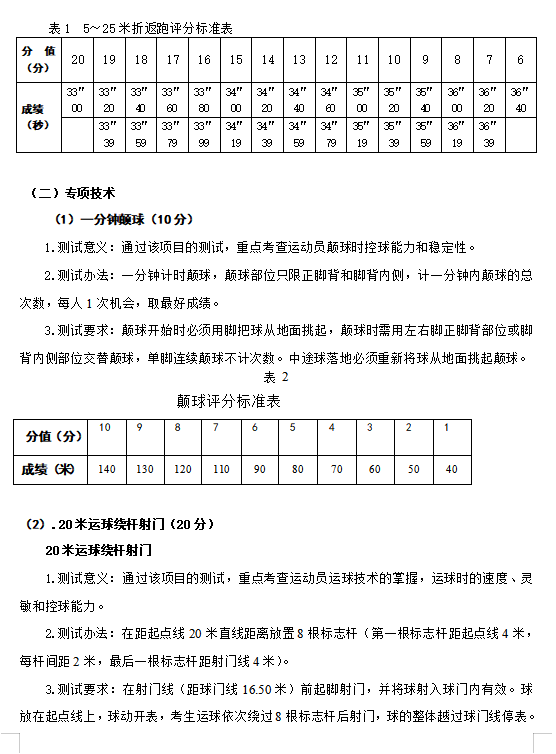 表 1 5～25 米折返跑评分标准表
分 值（分） 20 19 18 17 16 15 14 13 12 11 10 9 8 7 6
成绩（秒） 33″00 33″20 33″40 33″60 33″80 34″00 34″20 34″40 34″60 35″00 35″20 35″40 36″00 36″20 36″40
33″39 33″59 33″79 33″99 34″19 34″39 34″59 34″79 35″19 35″39 35″59 36″19 36″39
（二）专项技术
（1）一分钟颠球（10 分）
1.测试意义：通过该项目的测试，重点考查运动员颠球时控球能力和稳定性。
2.测试办法：一分钟计时颠球，颠球部位只限正脚背和脚背内侧，计一分钟内颠球的总
次数，每人 1 次机会，取最好成绩。
3.测试要求：颠球开始时必须用脚把球从地面挑起，颠球时需用左右脚正脚背部位或脚
背内侧部位交替颠球，单脚连续颠球不计次数。中途球落地必须重新将球从地面挑起颠球。
表 2
颠球评分标准表
分值（分） 10 9 8 7 6 5 4 3 2 1
成绩（米） 140 130 120 110 90 80 70 60 50 40
（2）.20 米运球绕杆射门（20 分）
20 米运球绕杆射门
1.测试意义：通过该项目的测试，重点考查运动员运球技术的掌握，运球时的速度、灵
敏和控球能力。
2.测试办法：在距起点线 20 米直线距离放置 8 根标志杆（第一根标志杆距起点线 4 米，
每杆间距 2 米，最后一根标志杆距射门线 4 米）。
3.测试要求：在射门线（距球门线 16.50 米）前起脚射门，并将球射入球门内有效。球
放在起点线上，球动开表，考生运球依次绕过 8 根标志杆后射门，球的整体越过球门线停表。